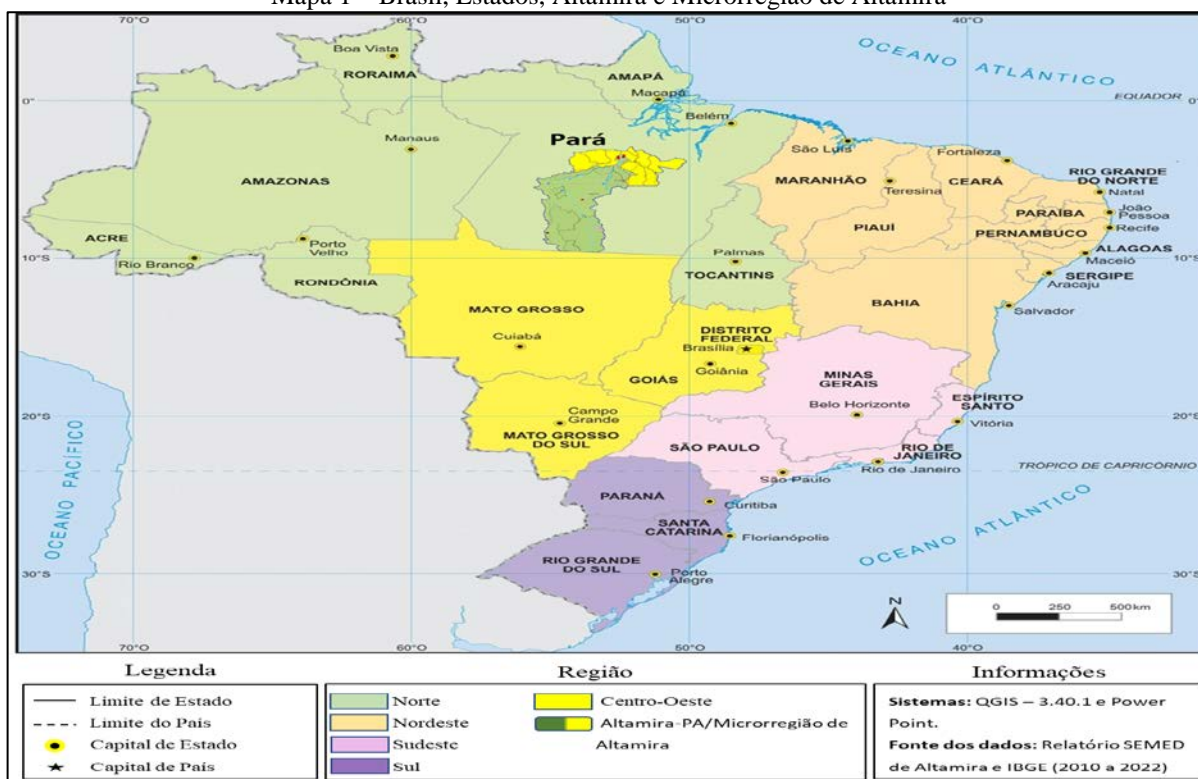 Mapa 1 – Brasil, Estados, Altamira e Microrregião de Altamira
OCEANO ATLÂNTICO
Boa Vista
RORAIMA
AMAPÁ
Macapá
0°
EQUADOR
Belém
Manaus
Pará
São Luís
Fortaleza
AMAZONAS
MARANHÃO
Teresina
CEARÁ
RIO GRANDE
DO NORTE
Natal
PARAÍBA
João
Pessoa
ACRE
PIAUÍ
PERNAMBUCO
Recife
Porto
Velho
Rio Branco
Palmas
ALAGOAS
Maceió
10°S
10°S
RONDÔNIA
TOCANTINS
SERGIPE
Aracaju
MATO GROSSO
BAHIA
Salvador
Cuiabá
DISTRITO
FEDERAL
Brasília
GOIÁS
Goiânia
MINAS
GERAIS
Belo Horizonte
ESPÍRITO
SANTO
Vitória
20°S
20°S
Campo
Grande
MATO GROSSO
DO SUL
SÃO PAULO
São Paulo
RIO DE
JANEIRO
Rio de Janeiro
TRÓPICO DE CAPRICÓRNIO
OCEANO PACÍFICO
PARANÁ
Curitiba
SANTA
CATARINA
Florianópolis
OCEANO ATLÂNTICO
RIO GRANDE
DO SUL
Porto
Alegre
30°S
30°S
N
0 250 500km
70°O 60°O 50°O 40°O
70°O 60°O 50°O 40°O
Legenda
Limite de Estado
Limite do País
Capital de Estado
Capital de País
Região
Norte
Nordeste
Sudeste
Sul
Centro-Oeste
Altamira-PA/Microrregião de
Altamira
Informações
Sistemas: QGIS – 3.40.1 e Power
Point.
Fonte dos dados: Relatório SEMED
de Altamira e IBGE (2010 a 2022)